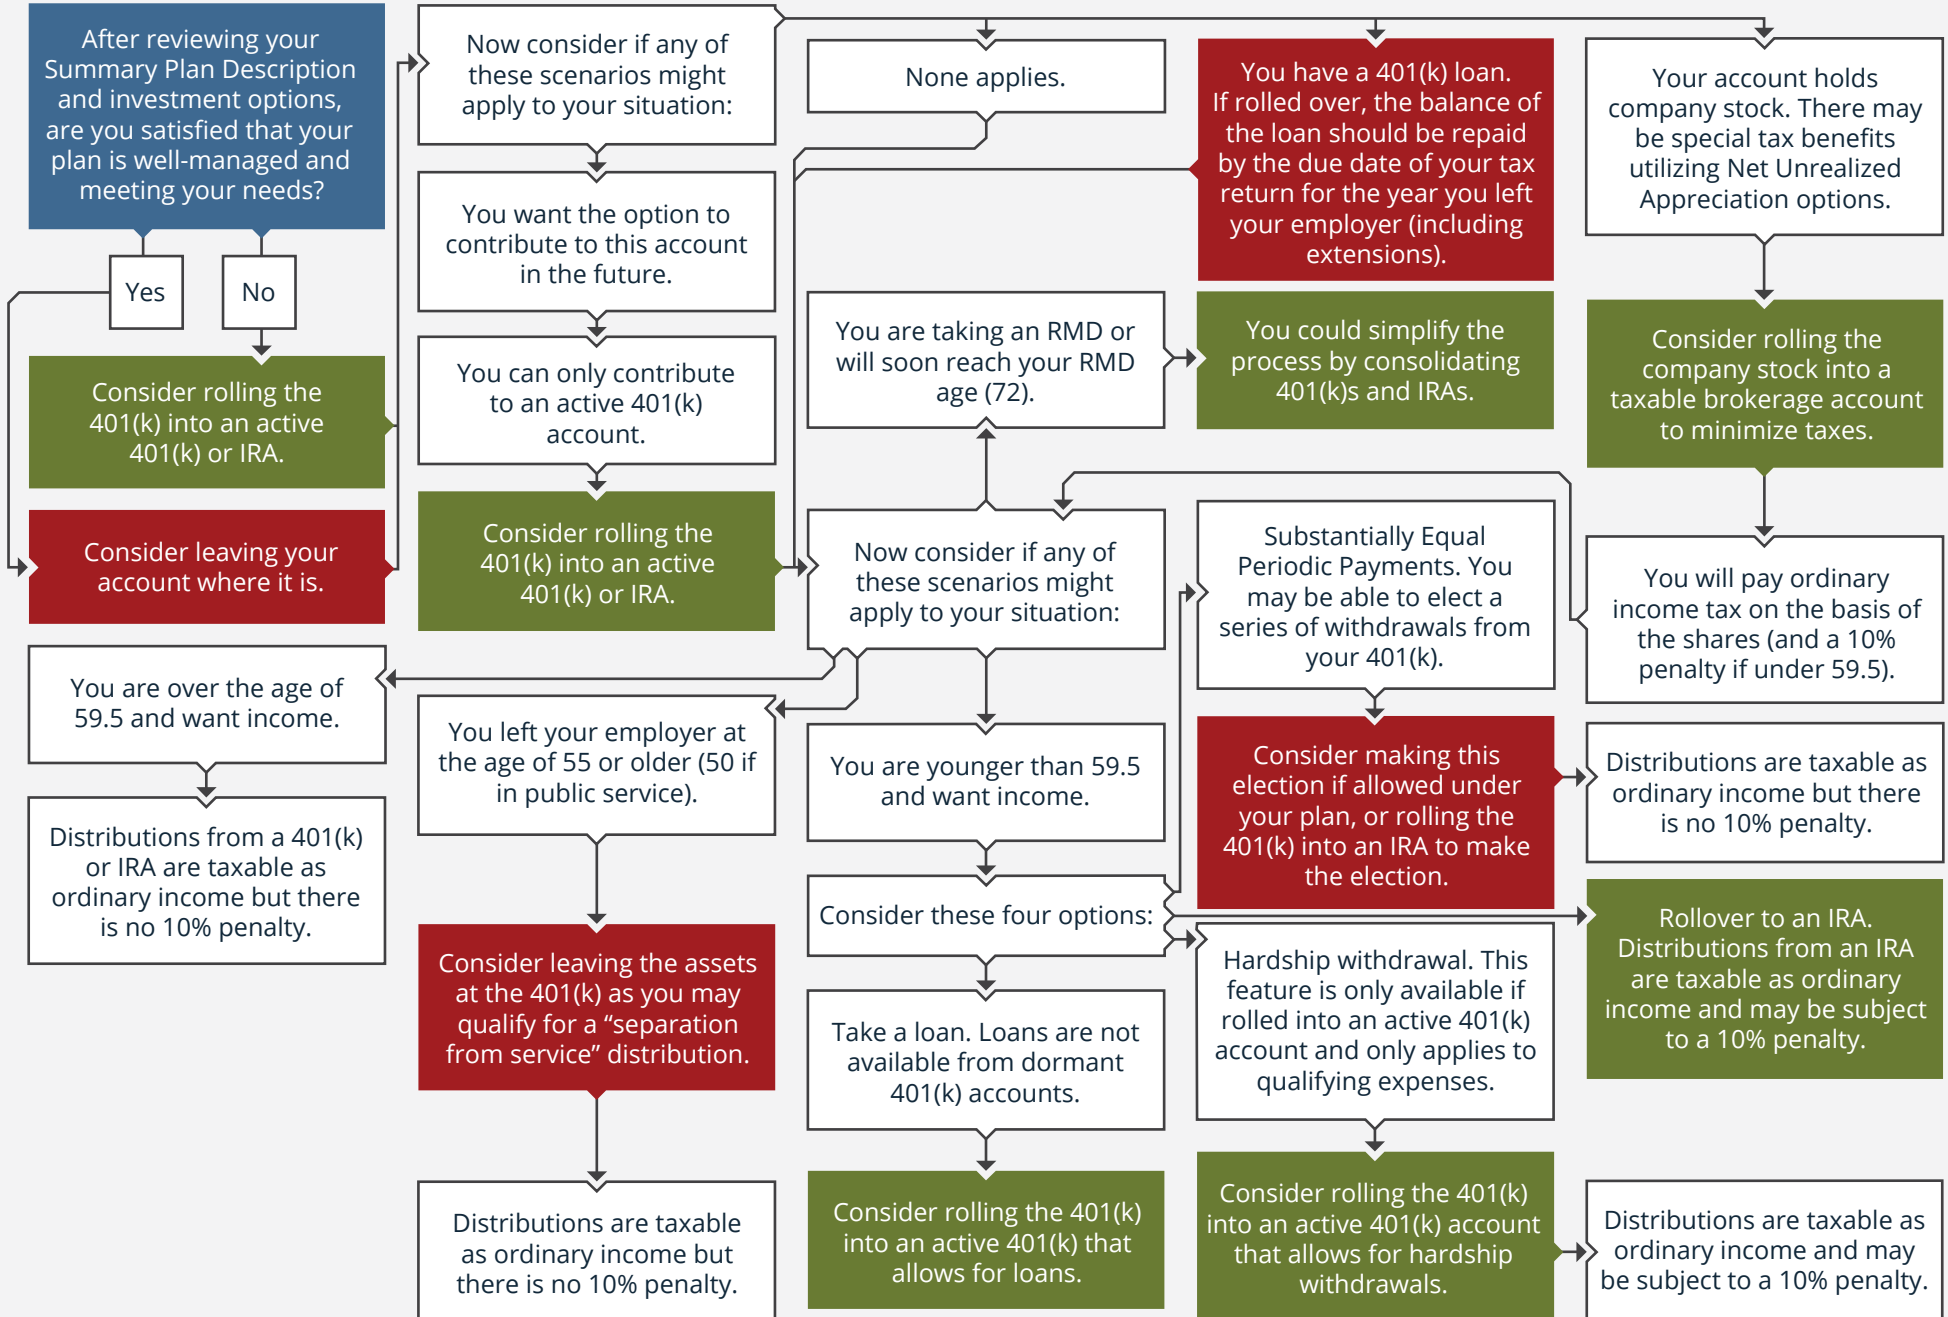 After reviewing your
Summary Plan Description
and investment options,
are you satisfied that your
plan is well-managed and
meeting your needs?
Yes
No
Consider rolling the
401(k) into an active
401(k) or IRA.
Consider leaving your
account where it is.
Now consider if any of
these scenarios might
apply to your situation:
You want the option to
contribute to this account
in the future.
You can only contribute
to an active 401(k)
account.
Consider rolling the
401(k) into an active
401(k) or IRA.
None applies.
You have a 401(k) loan.
If rolled over, the balance of
the loan should be repaid
by the due date of your tax
return for the year you left
your employer (including
extensions).
Your account holds
company stock. There may
be special tax benefits
utilizing Net Unrealized
Appreciation options.
Consider rolling the
company stock into a
taxable brokerage account
to minimize taxes.
You will pay ordinary
income tax on the basis of
the shares (and a 10%
penalty if under 59.5).
Now consider if any of
these scenarios might
apply to your situation:
You are taking an RMD or
will soon reach your RMD
age (72).
You could simplify the
process by consolidating
401(k)s and IRAs.
You are over the age of
59.5 and want income.
Distributions from a 401(k)
or IRA are taxable as
ordinary income but there
is no 10% penalty.
You left your employer at
the age of 55 or older (50 if
in public service).
Consider leaving the assets
at the 401(k) as you may
qualify for a “separation
from service” distribution.
Distributions are taxable
as ordinary income but
there is no 10% penalty.
You are younger than 59.5
and want income.
Consider these four options:
Take a loan. Loans are not
available from dormant
401(k) accounts.
Consider rolling the 401(k)
into an active 401(k) that
allows for loans.
Substantially Equal
Periodic Payments. You
may be able to elect a
series of withdrawals from
your 401(k).
Consider making this
election if allowed under
your plan, or rolling the
401(k) into an IRA to make
the election.
Distributions are taxable as
ordinary income but there
is no 10% penalty.
Rollover to an IRA.
Distributions from an IRA
are taxable as ordinary
income and may be subject
to a 10% penalty.
Hardship withdrawal. This
feature is only available if
rolled into an active 401(k)
account and only applies to
qualifying expenses.
Consider rolling the 401(k)
into an active 401(k) account
that allows for hardship
withdrawals.
Distributions are taxable as
ordinary income and may
be subject to a 10% penalty.